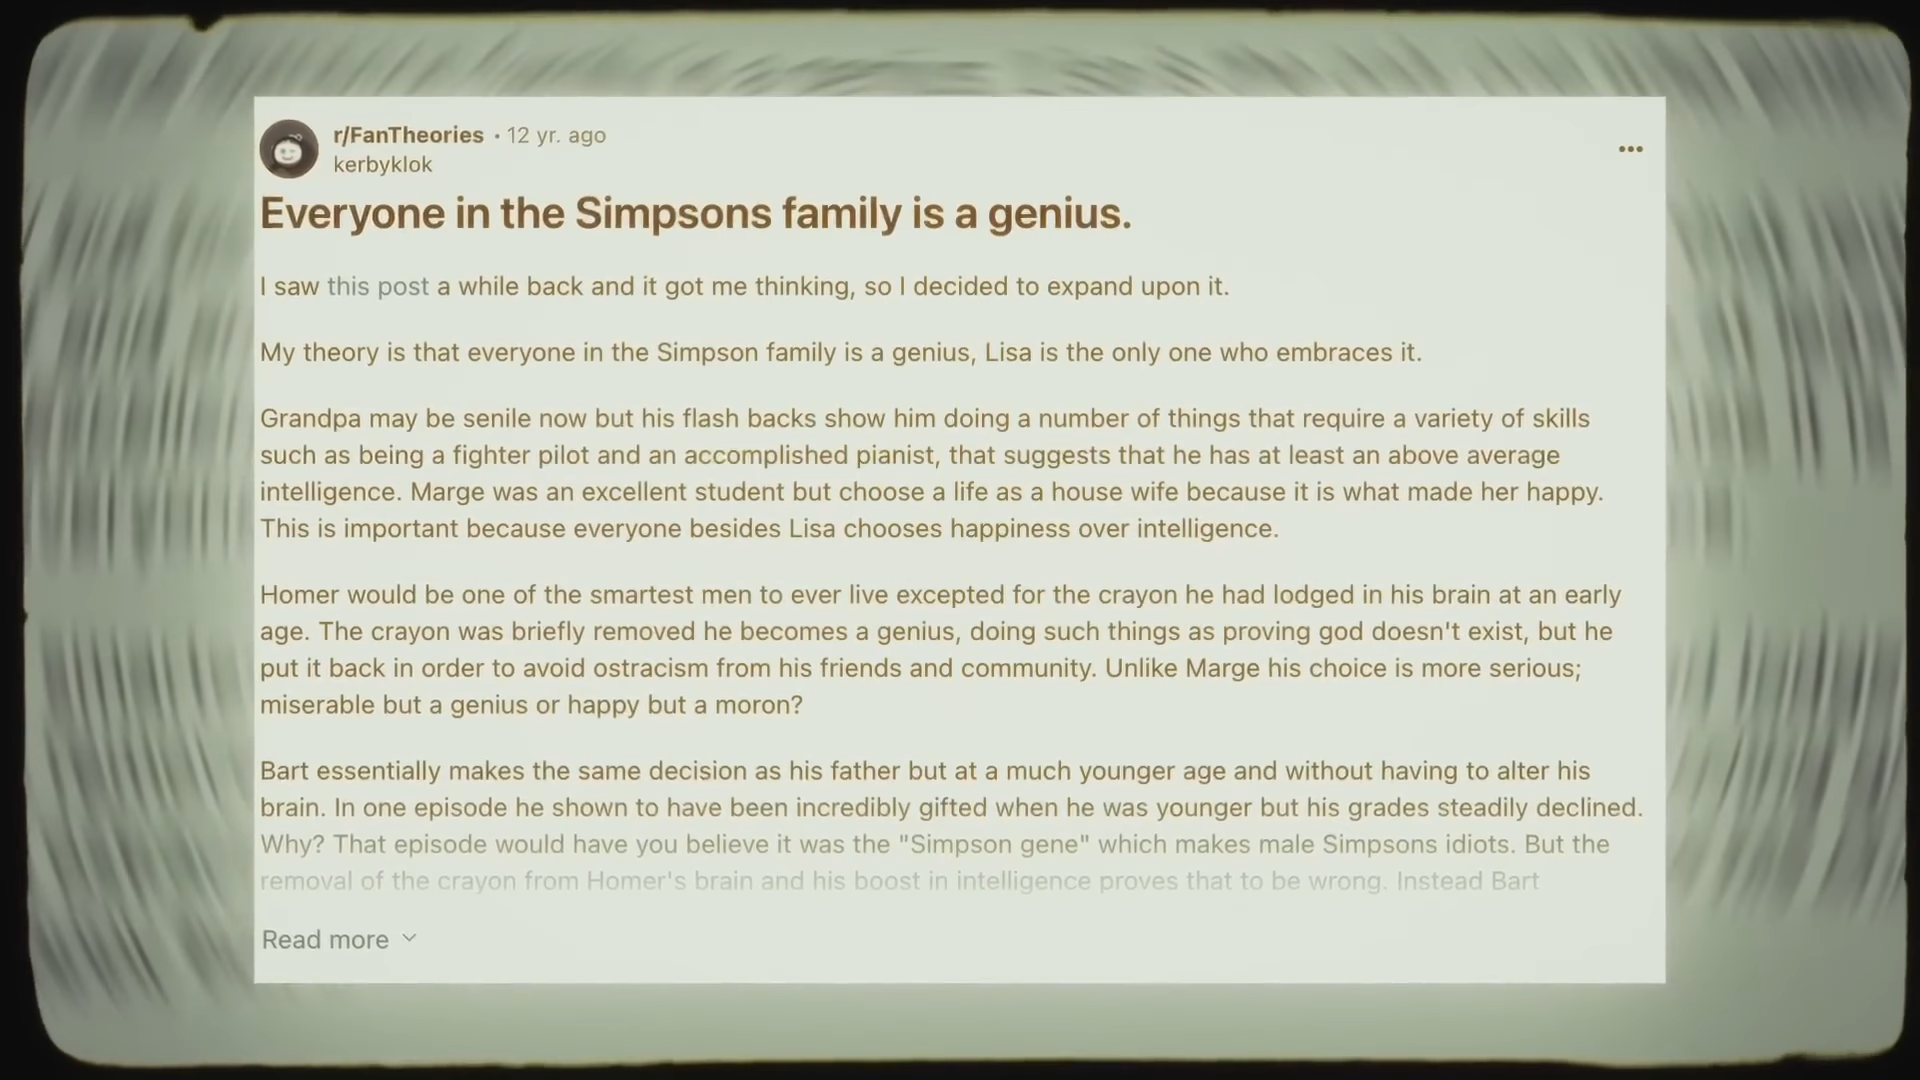 r/FanTheories • 12 yr. ago
kerbyklok
Everyone in the Simpsons family is a genius.
I saw this post a while back and it got me thinking, so I decided to expand upon it.
My theory is that everyone in the Simpson family is a genius, Lisa is the only one who embraces it.
Grandpa may be senile now but his flash backs show him doing a number of things that require a variety of skills
such as being a fighter pilot and an accomplished pianist, that suggests that he has at least an above average
intelligence. Marge was an excellent student but choose a life as a house wife because it is what made her happy.
This is important because everyone besides Lisa chooses happiness over intelligence.
Homer would be one of the smartest men to ever live excepted for the crayon he had lodged in his brain at an early
age. The crayon was briefly removed he becomes a genius, doing such things as proving god doesn't exist, but he
put it back in order to avoid ostracism from his friends and community. Unlike Marge his choice is more serious;
miserable but a genius or happy but a moron?
Bart essentially makes the same decision as his father but at a much younger age and without having to alter his
brain. In one episode he shown to have been incredibly gifted when he was younger but his grades steadily declined.
Why? That episode would have you believe it was the "Simpson gene" which makes male Simpsons idiots. But the
removal of the crayon from Homer's brain and his boost in intelligence proves that to be wrong. Instead Bart
Read more